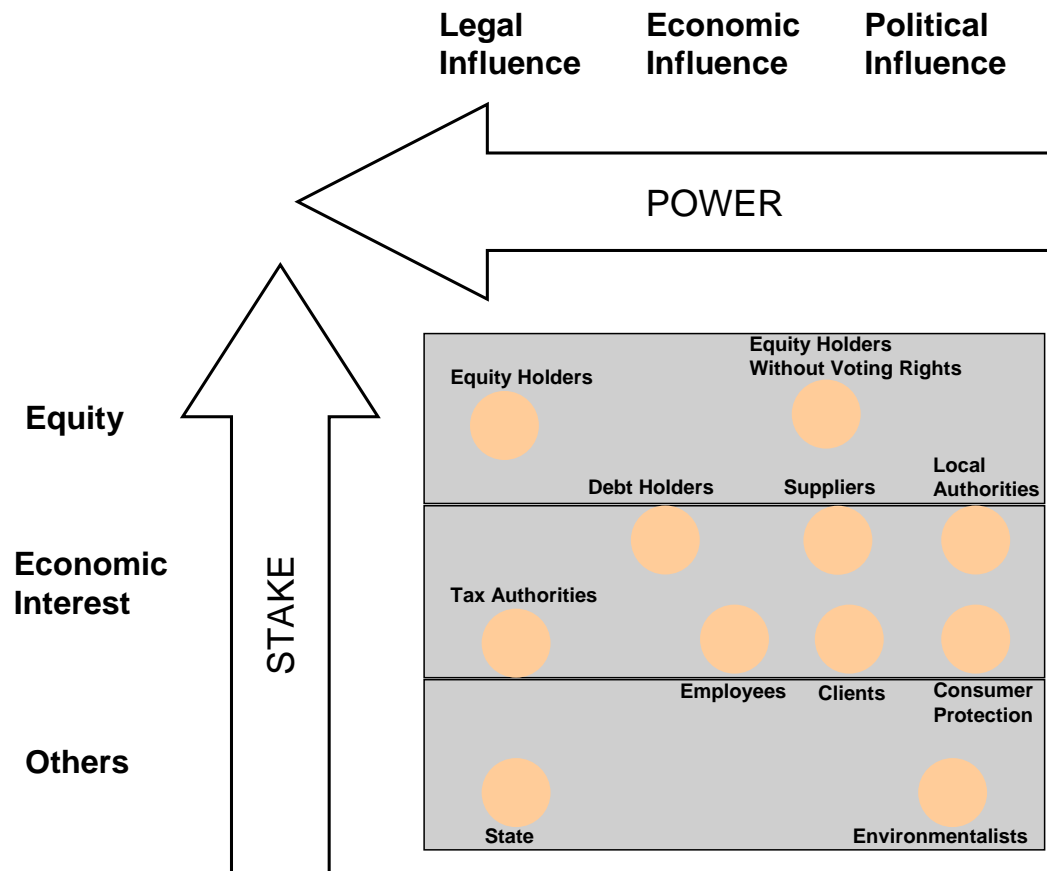 Legal
Influence
Economic
Influence
Political
Influence
POWER
STAKE
Equity
Equity Holders
Equity Holders
Without Voting Rights
Debt Holders
Suppliers
Local
Authorities
Economic
Interest
Tax Authorities
Employees
Clients
Consumer
Protection
Others
State
Environmentalists